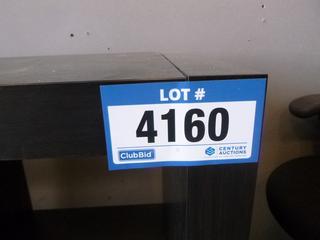 LOT #
4160
ClubBid
CENTURY
AUCTIONS